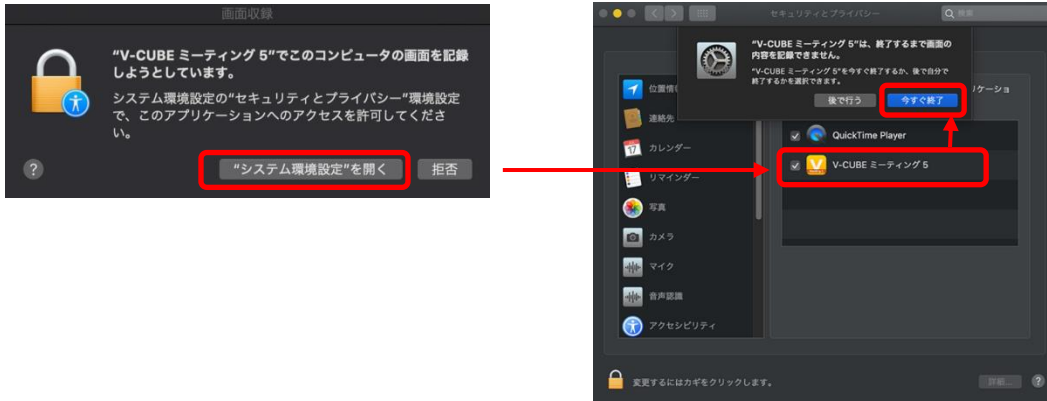 画面収録
“V-CUBE ミーティング 5”でこのコンピュータの画面を記録
しようとしています。
システム環境設定の“セキュリティとプライバシー”環境設定
で、このアプリケーションへのアクセスを許可してくださ
い。
?
“システム環境設定”を開く
拒否
セキュリティとプライバシー
検索
“V-CUBE ミーティング 5”は、終了するまで画面の
内容を記録できません。
“V-CUBE ミーティング 5”を今すぐ終了するか、後で自分で
終了するかを選択できます。
後で行う
今すぐ終了
位置情
リケーショ
連絡先
17
カレンダー
リマインダー
写真
カメラ
マイク
音声認識
アクセシビリティ
QuickTime Player
V-CUBE ミーティング 5
変更するにはカギをクリックします。
詳細...
?